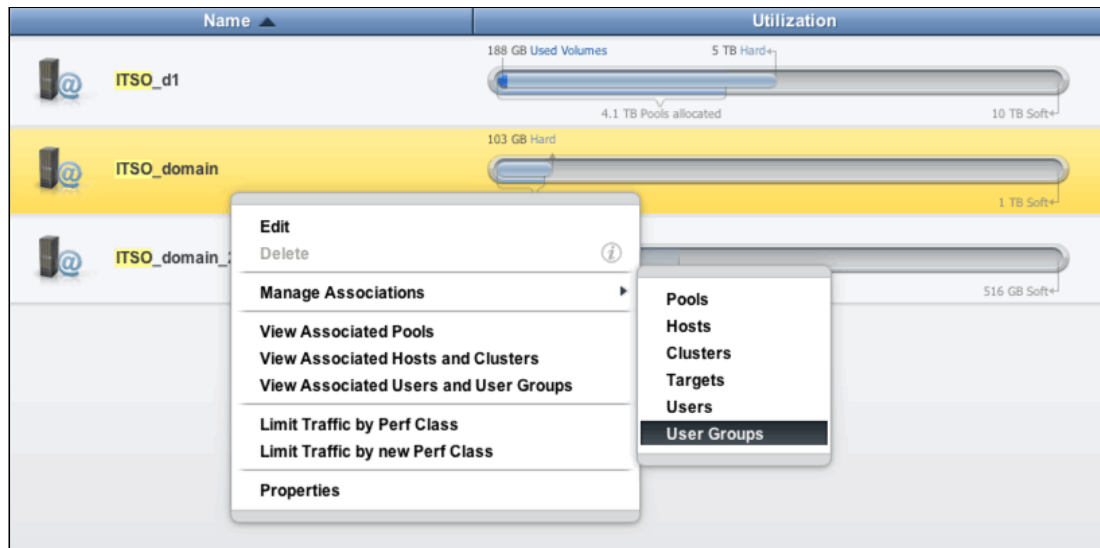 Name Utilization
188 GB Used Volumes 5 TB Hard
ITSO_d1
4.1 TB Pools allocated 10 TB Soft
103 GB Hard
ITSO_domain
1 TB Soft
ITSO_domain_
516 GB Soft
Edit
Delete
Manage Associations
View Associated Pools
View Associated Hosts and Clusters
View Associated Users and User Groups
Limit Traffic by Perf Class
Limit Traffic by new Perf Class
Properties
Pools
Hosts
Clusters
Targets
Users
User Groups